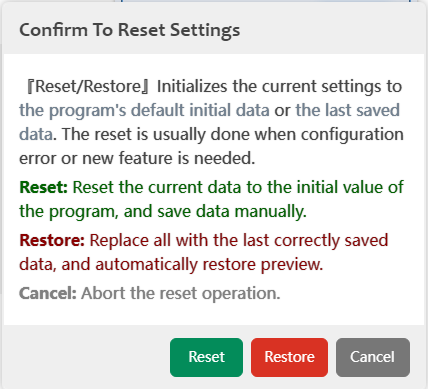 Confirm To Reset Settings
『Reset/Restore』Initializes the current settings to
the program's default initial data or the last saved
data. The reset is usually done when configuration
error or new feature is needed.
Reset: Reset the current data to the initial value of
the program, and save data manually.
Restore: Replace all with the last correctly saved
data, and automatically restore preview.
Cancel: Abort the reset operation.
Reset Restore Cancel